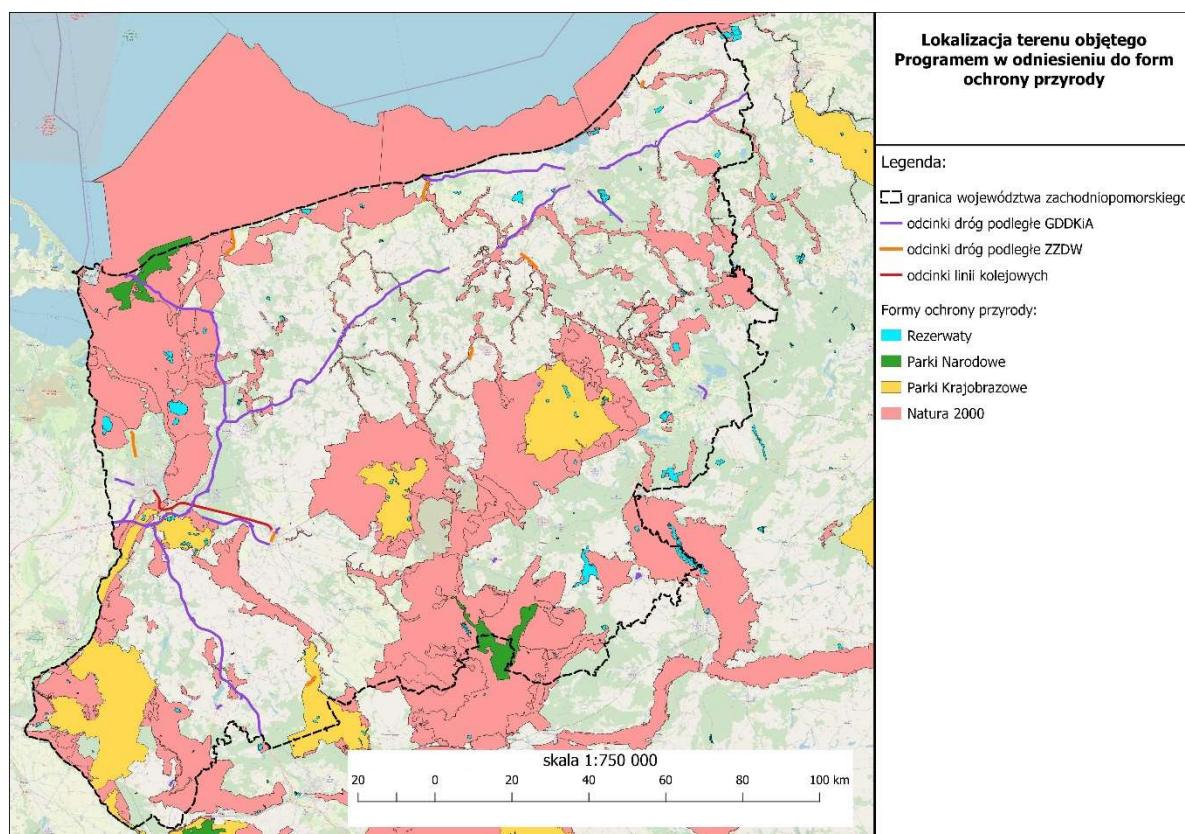 Lokalizacja terenu objętego
Programem w odniesieniu do form
ochrony przyrody
Legenda:
granica województwa zachodniopomorskiego
odcinki dróg podległe GDDKiA
odcinki dróg podległe ZZDW
odcinki linii kolejowych
Formy ochrony przyrody:
Rezerwaty
Parki Narodowe
Parki Krajobrazowe
Natura 2000
skala 1:750 000
20 0 20 40 60 80 100 km